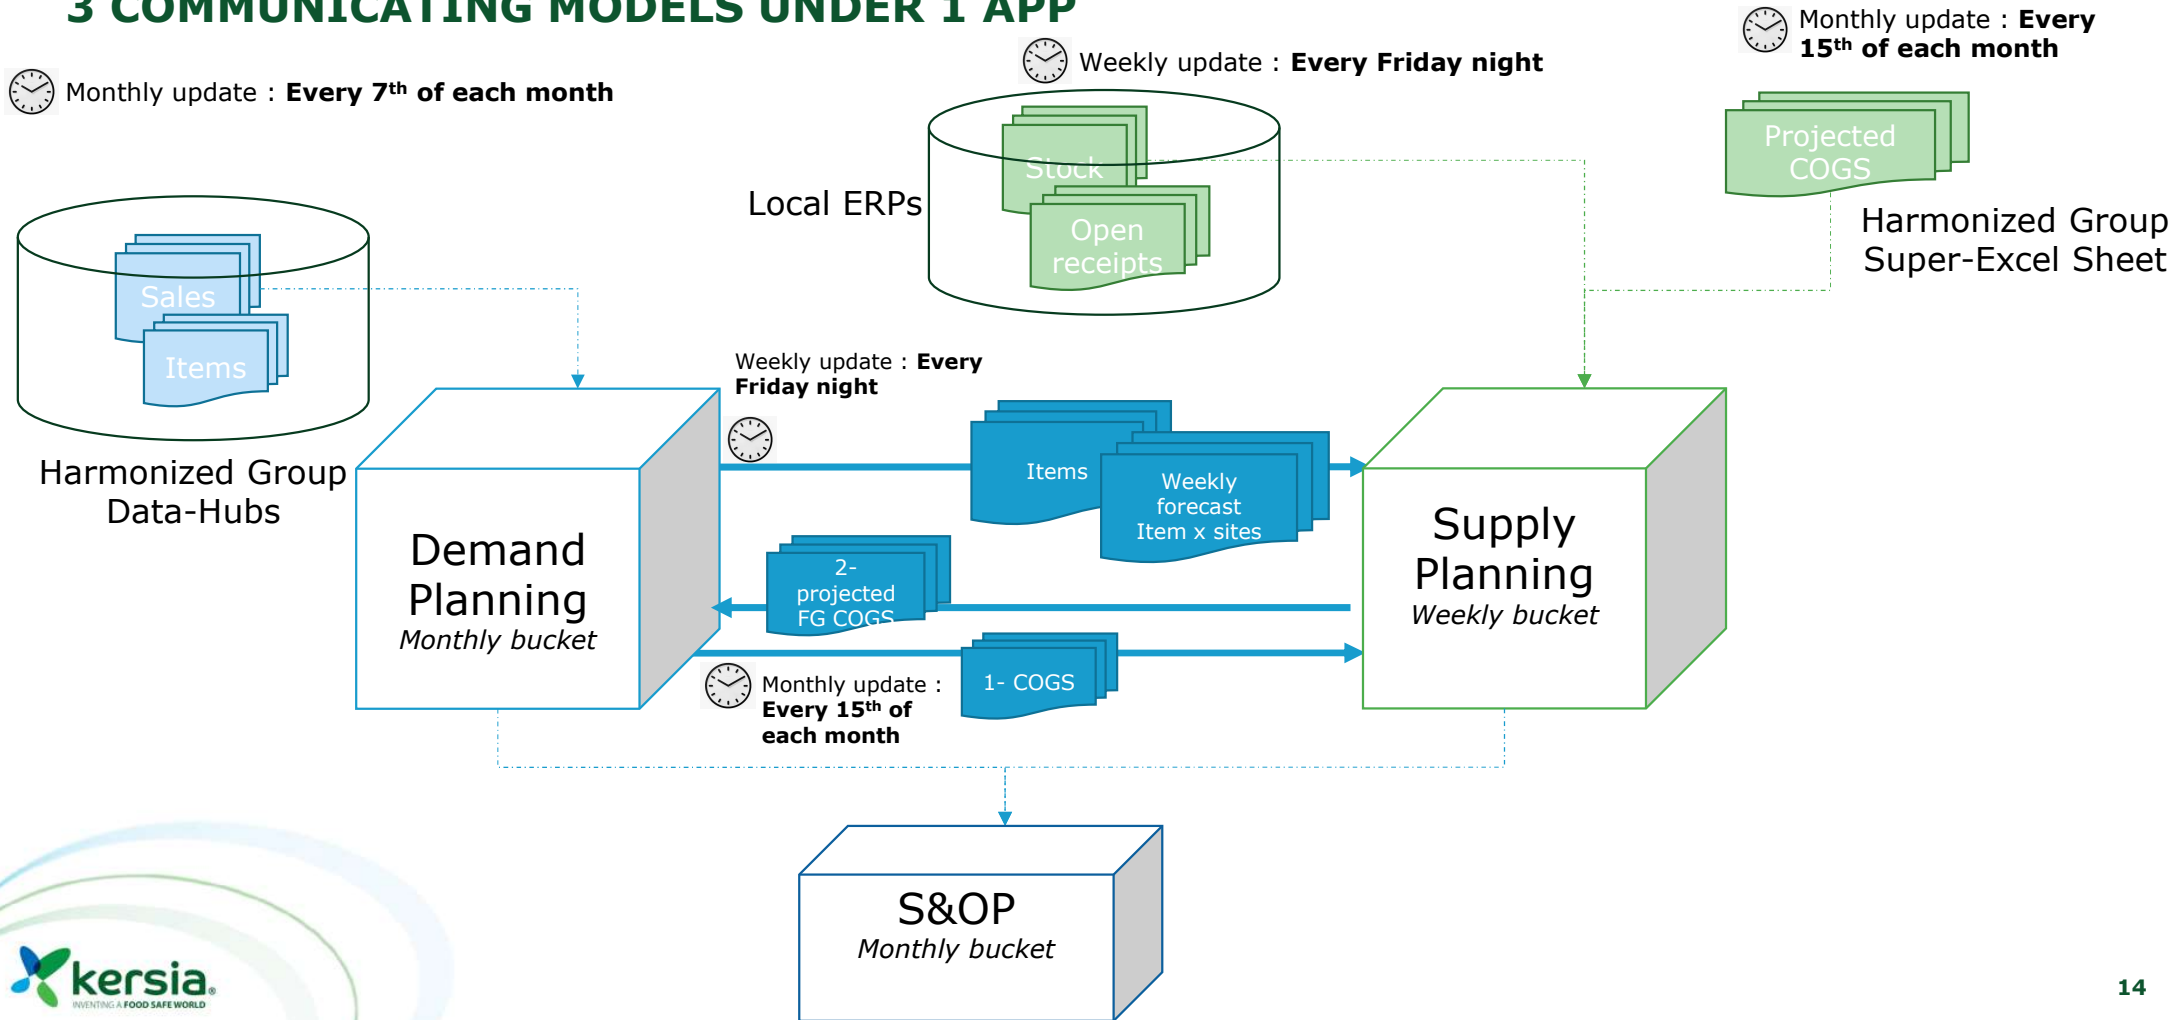 3 COMMUNICATING MODELS UNDER 1 APP
Monthly update : Every 7th of each month
Weekly update : Every Friday night
Monthly update : Every
15th of each month
Stock
Open
receipts
Local ERPs
Projected
COGS
Harmonized Group
Super-Excel Sheet
Sales
Items
Harmonized Group
Data-Hubs
Weekly update : Every
Friday night
Items
Weekly
forecast
Item x sites
Demand
Planning
Monthly bucket
2-
projected
FG COGS
Supply
Planning
Weekly bucket
1- COGS
Monthly update :
Every 15th of
each month
S&OP
Monthly bucket
kersia®
INVENTING A FOOD SAFE WORLD
14